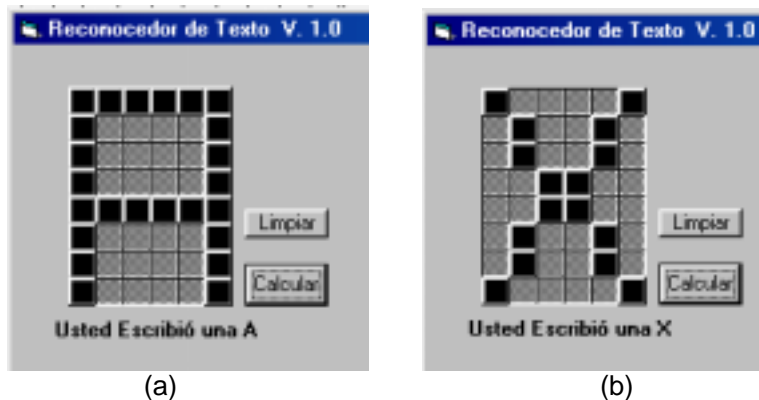 Reconocedor de Texto V. 1.0
Limpiar
Calcular
Usted Escribió una A
(a)
Reconocedor de Texto V. 1.0
Limpiar
Calcular
Usted Escribió una X
(b)